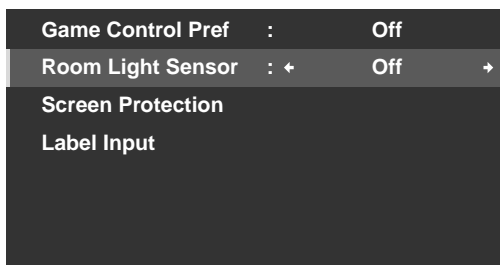 Game Control Pref : Off
Room Light Sensor : ← Off →
Screen Protection
Label Input